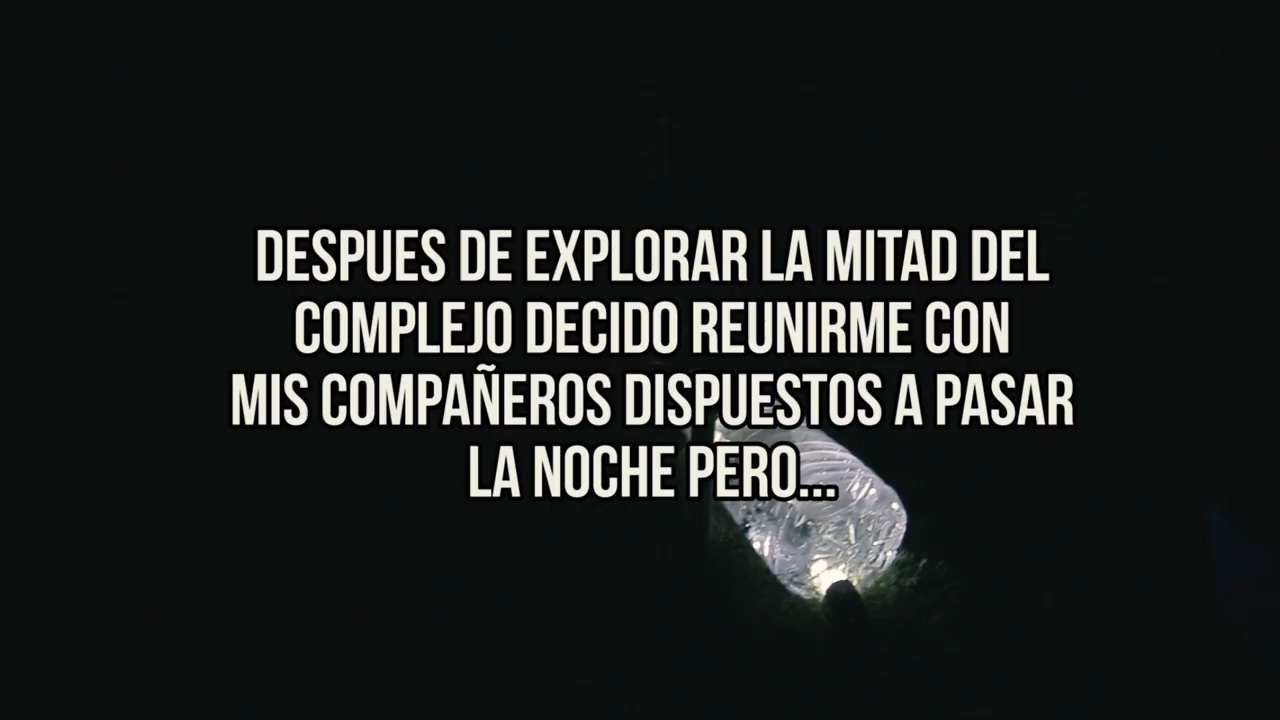 DESPUES DE EXPLORAR LA MITAD DEL
COMPLEJO DECIDO REUNIRME CON
MIS COMPAÑEROS DISPUESTOS A PASAR
LA NOCHE PERO...